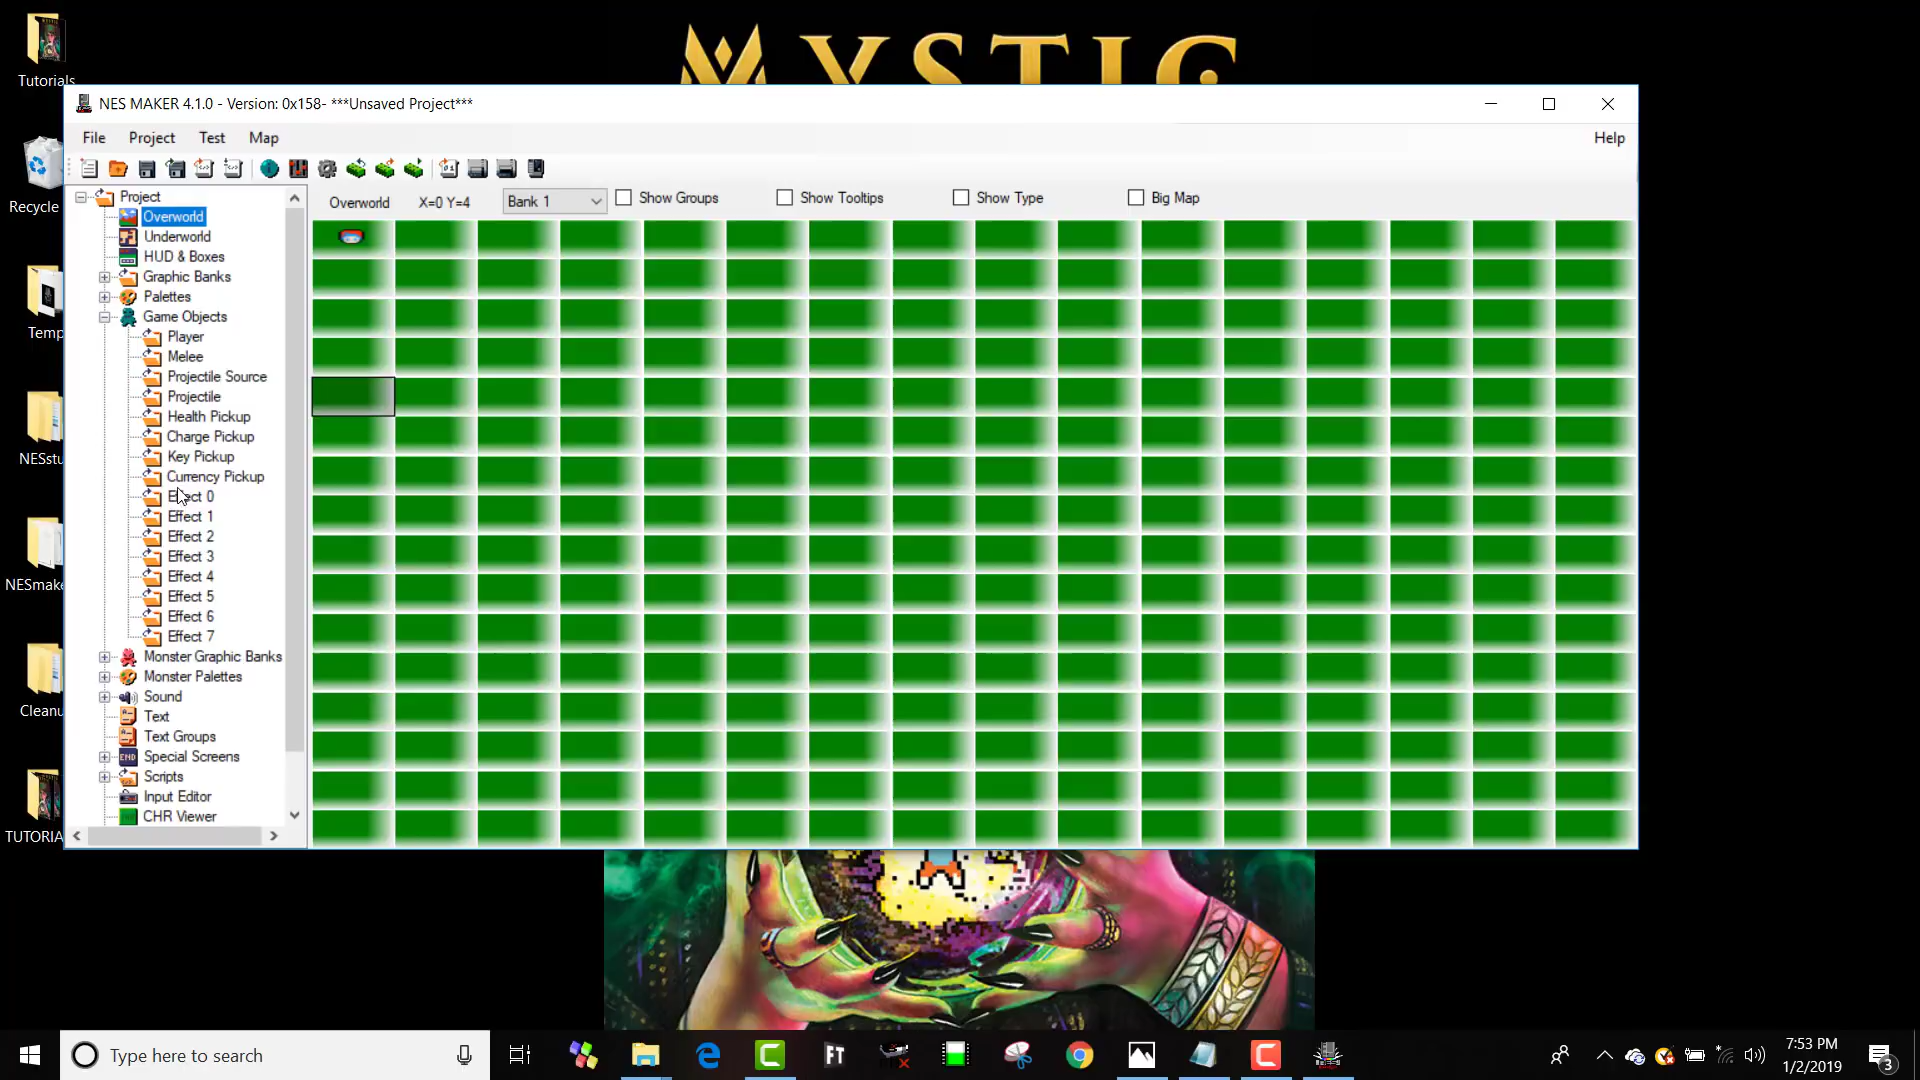 MYSTIC
Tutorials
Recycle
Temp
NESstu
NESmake
Cleanu
TUTORIA
NES MAKER 4.1.0 - Version: 0x158- ***Unsaved Project***
File Project Test Map Help
Overworld X=0 Y=4 Bank 1 Show Groups Show Tooltips Show Type Big Map
Project
Overworld
Underworld
HUD & Boxes
Graphic Banks
Palettes
Game Objects
Player
Melee
Projectile Source
Projectile
Health Pickup
Charge Pickup
Key Pickup
Currency Pickup
Effect 0
Effect 1
Effect 2
Effect 3
Effect 4
Effect 5
Effect 6
Effect 7
Monster Graphic Banks
Monster Palettes
Sound
Text
Text Groups
Special Screens
Scripts
Input Editor
CHR Viewer
Type here to search
FT
7:53 PM
1/2/2019
3